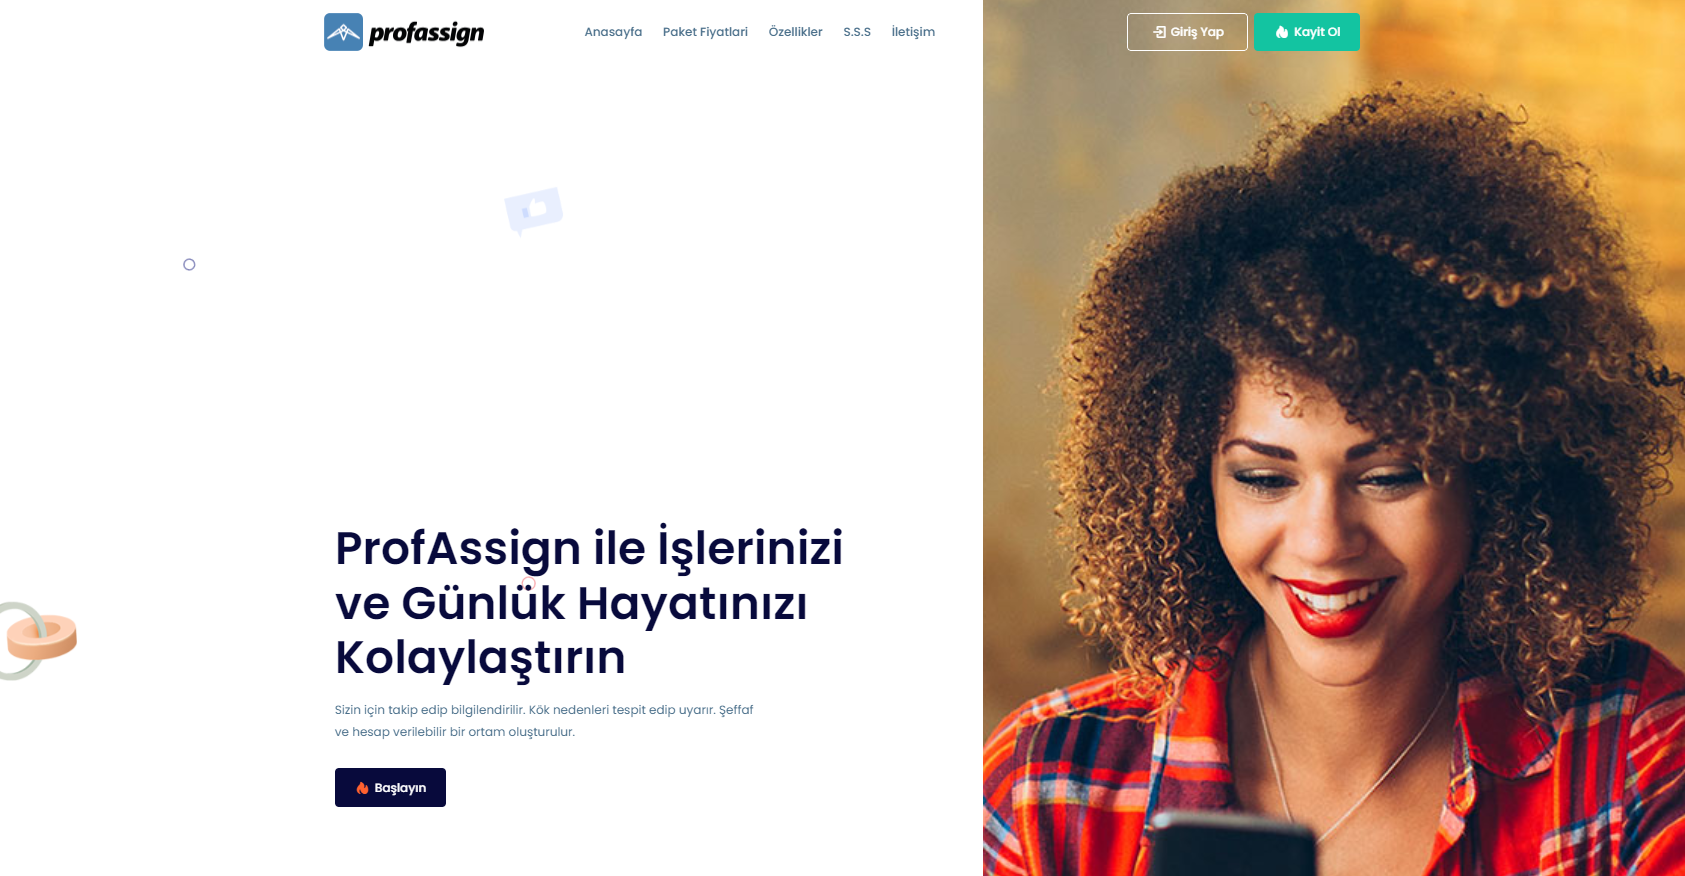 profassign
Anasayfa
Paket Fiyatlari
Özellikler
S.S.S
İletişim
Giriş Yap
Kayit Ol
ProfAssign ile İşlerinizi
ve Günlük Hayatınızı
Kolaylaştırın
Sizin için takip edip bilgilendirilir. Kök nedenleri tespit edip uyarır. Şeffaf
ve hesap verilebilir bir ortam oluşturulur.
Başlayın